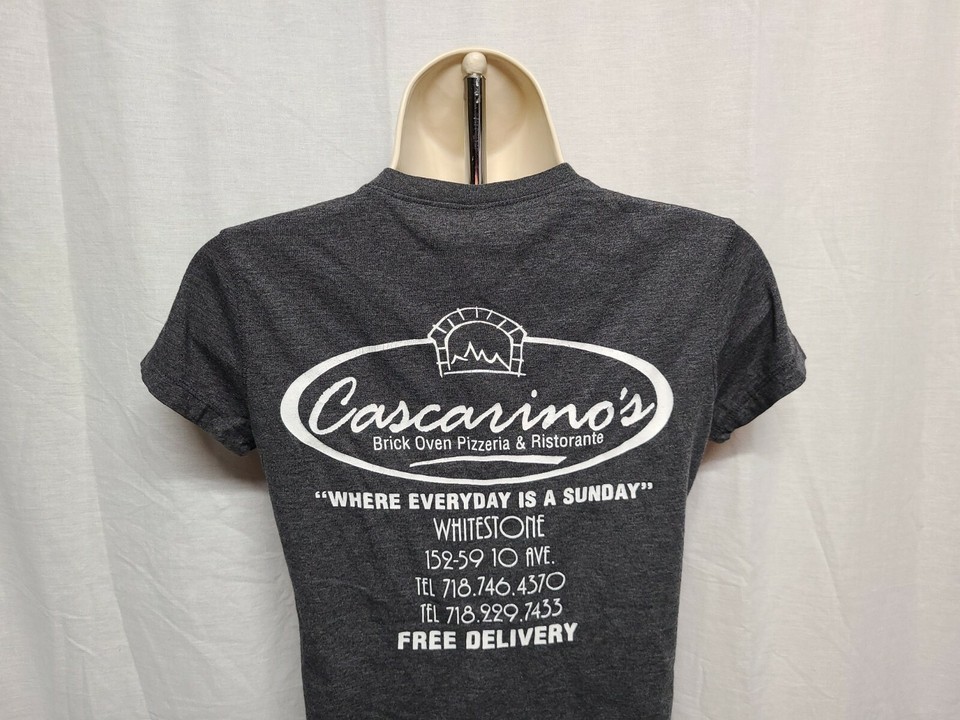 Cascarino's
Brick Oven Pizzeria & Ristorante
"WHERE EVERYDAY IS A SUNDAY"
WHITESTONE
152-59 10 AVE.
TEL 718.746.4370
TEL 718.229.7433
FREE DELIVERY